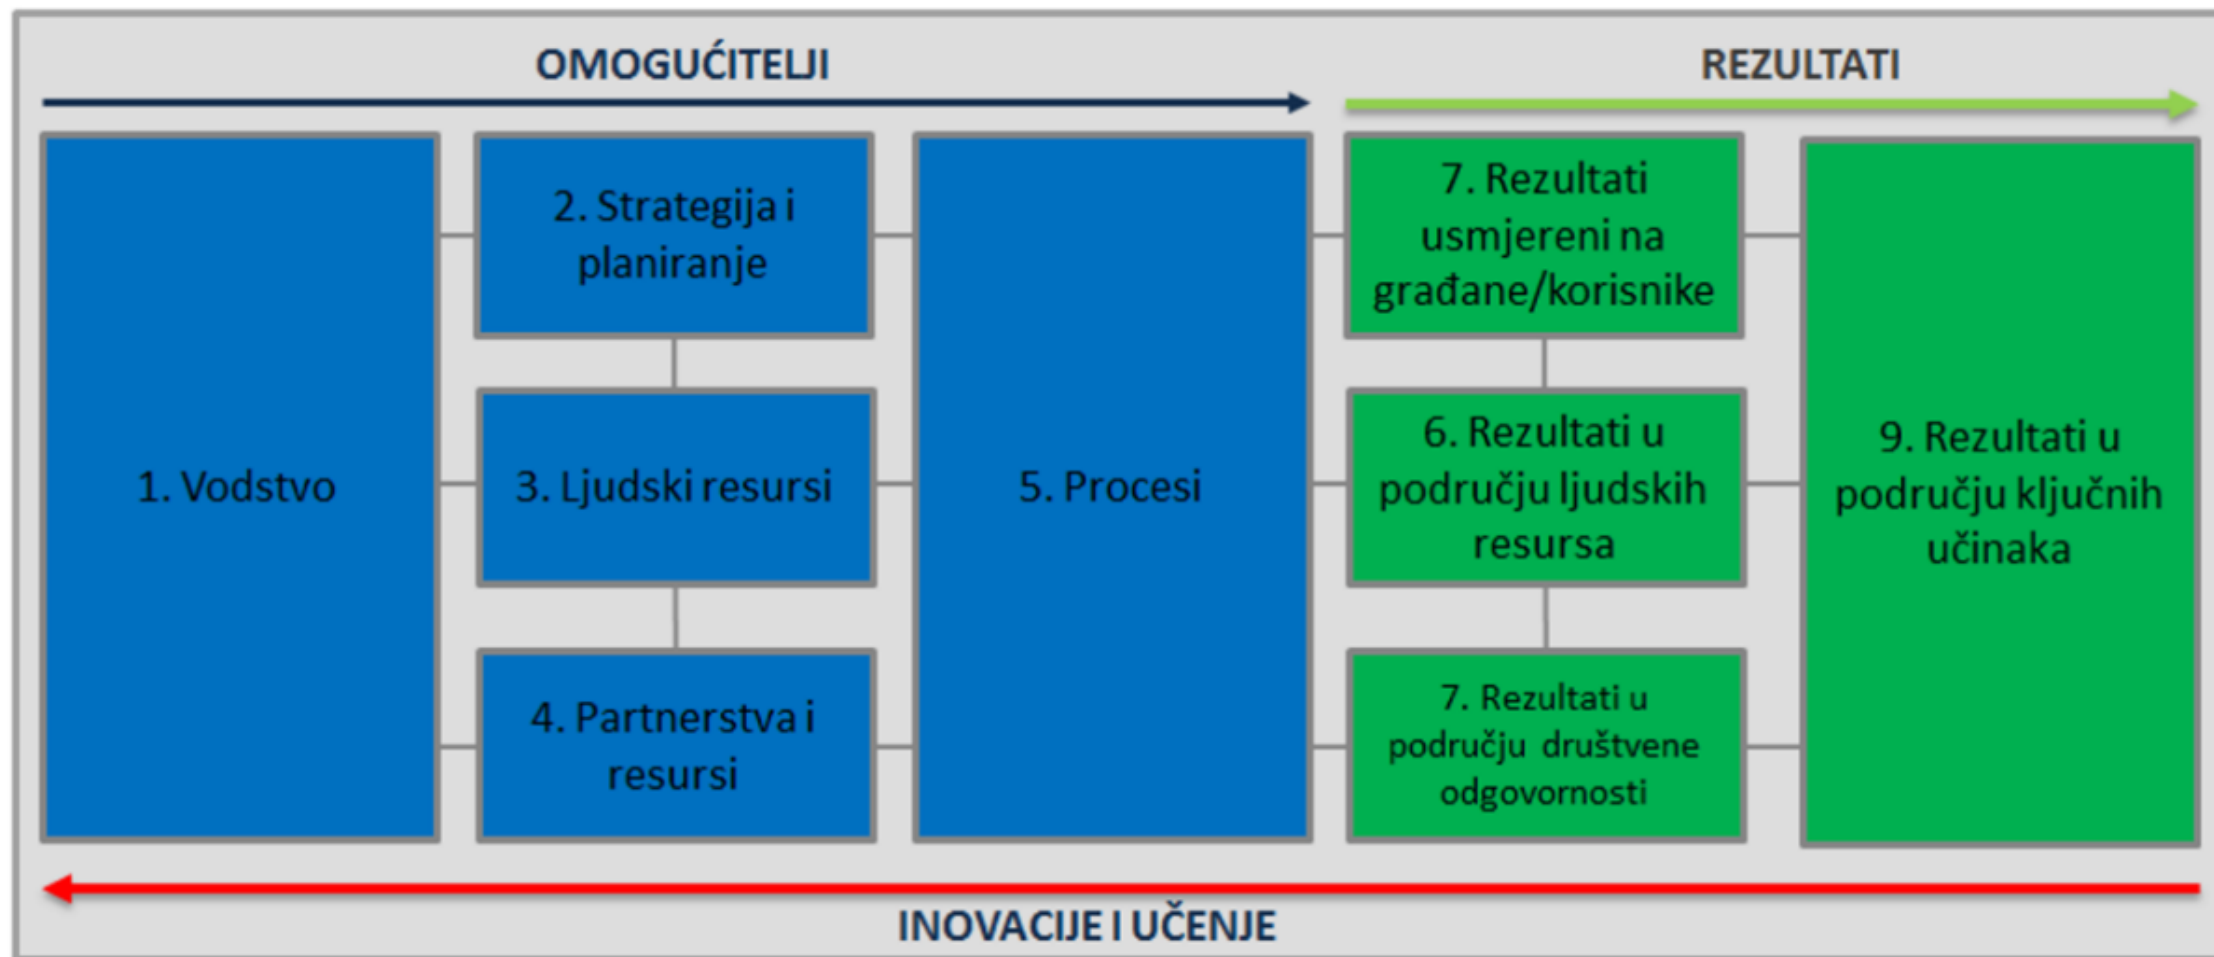 OMOGUĆITELJI
REZULTATI
1. Vodstvo
2. Strategija i
planiranje
3. Ljudski resursi
4. Partnerstva i
resursi
5. Procesi
7. Rezultati
usmjereni na
građane/korisnike
6. Rezultati u
području ljudskih
resursa
7. Rezultati u
području društvene
odgovornosti
9. Rezultati u
području ključnih
učinaka
INOVACIJE I UČENJE